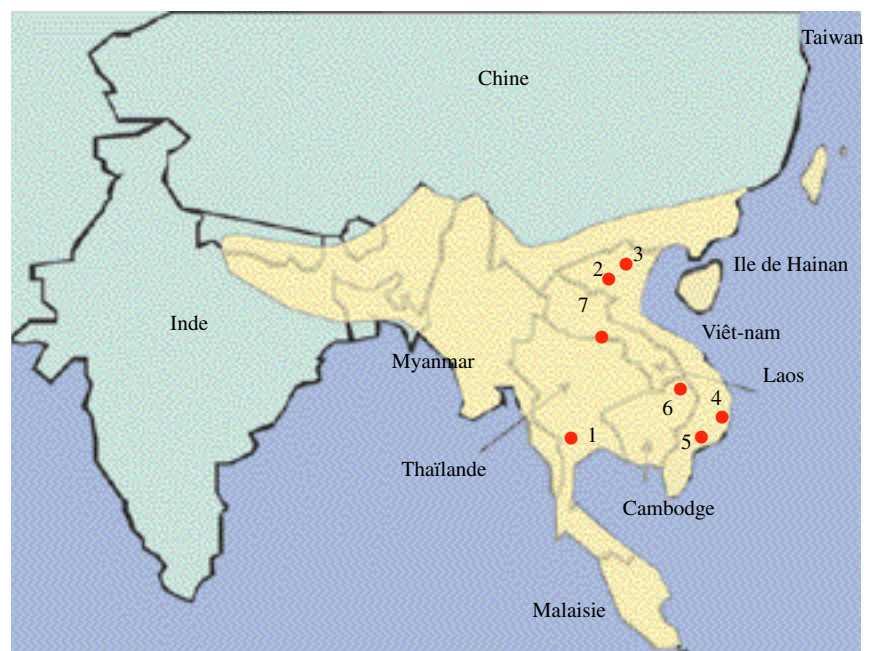 Taiwan
Chine
3
2
Ile de Hainan
7
Inde
Viêt-nam
Myanmar
Laos
4
6
1
5
Thaïlande
Cambodge
Malaisie